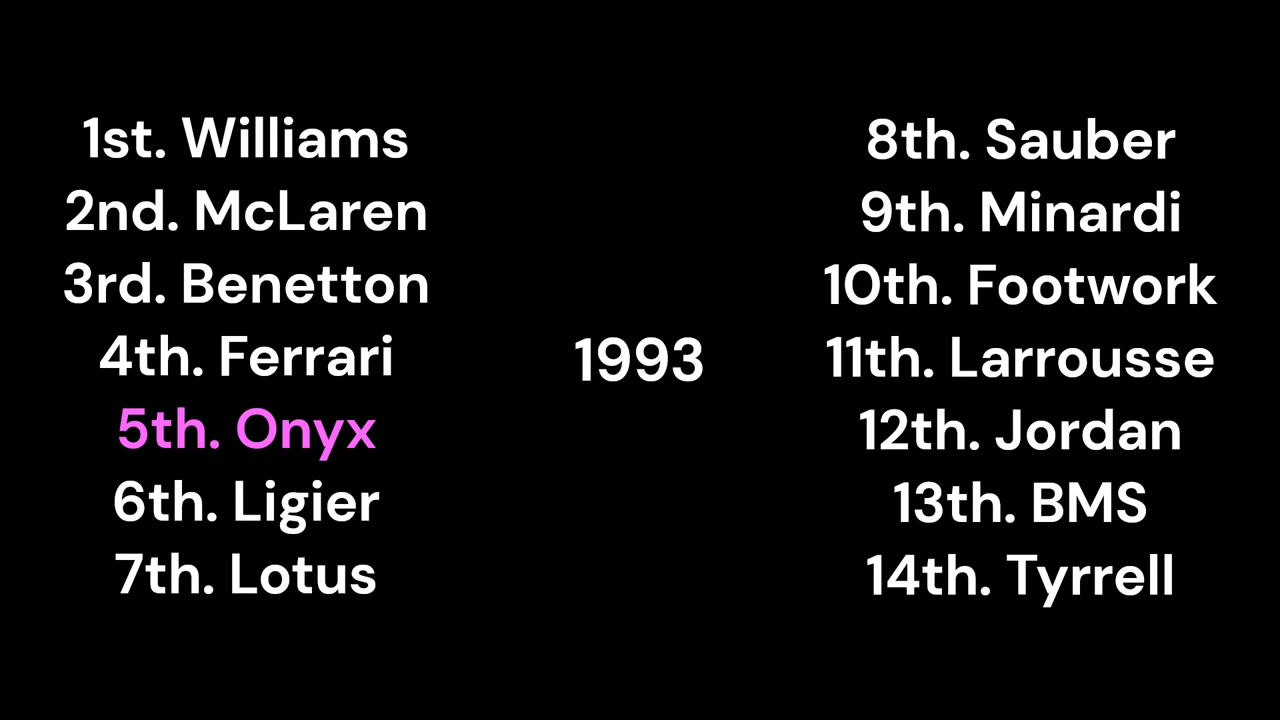 1st. Williams
2nd. McLaren
3rd. Benetton
4th. Ferrari
5th. Onyx
6th. Ligier
7th. Lotus
1993
8th. Sauber
9th. Minardi
10th. Footwork
11th. Larrousse
12th. Jordan
13th. BMS
14th. Tyrrell